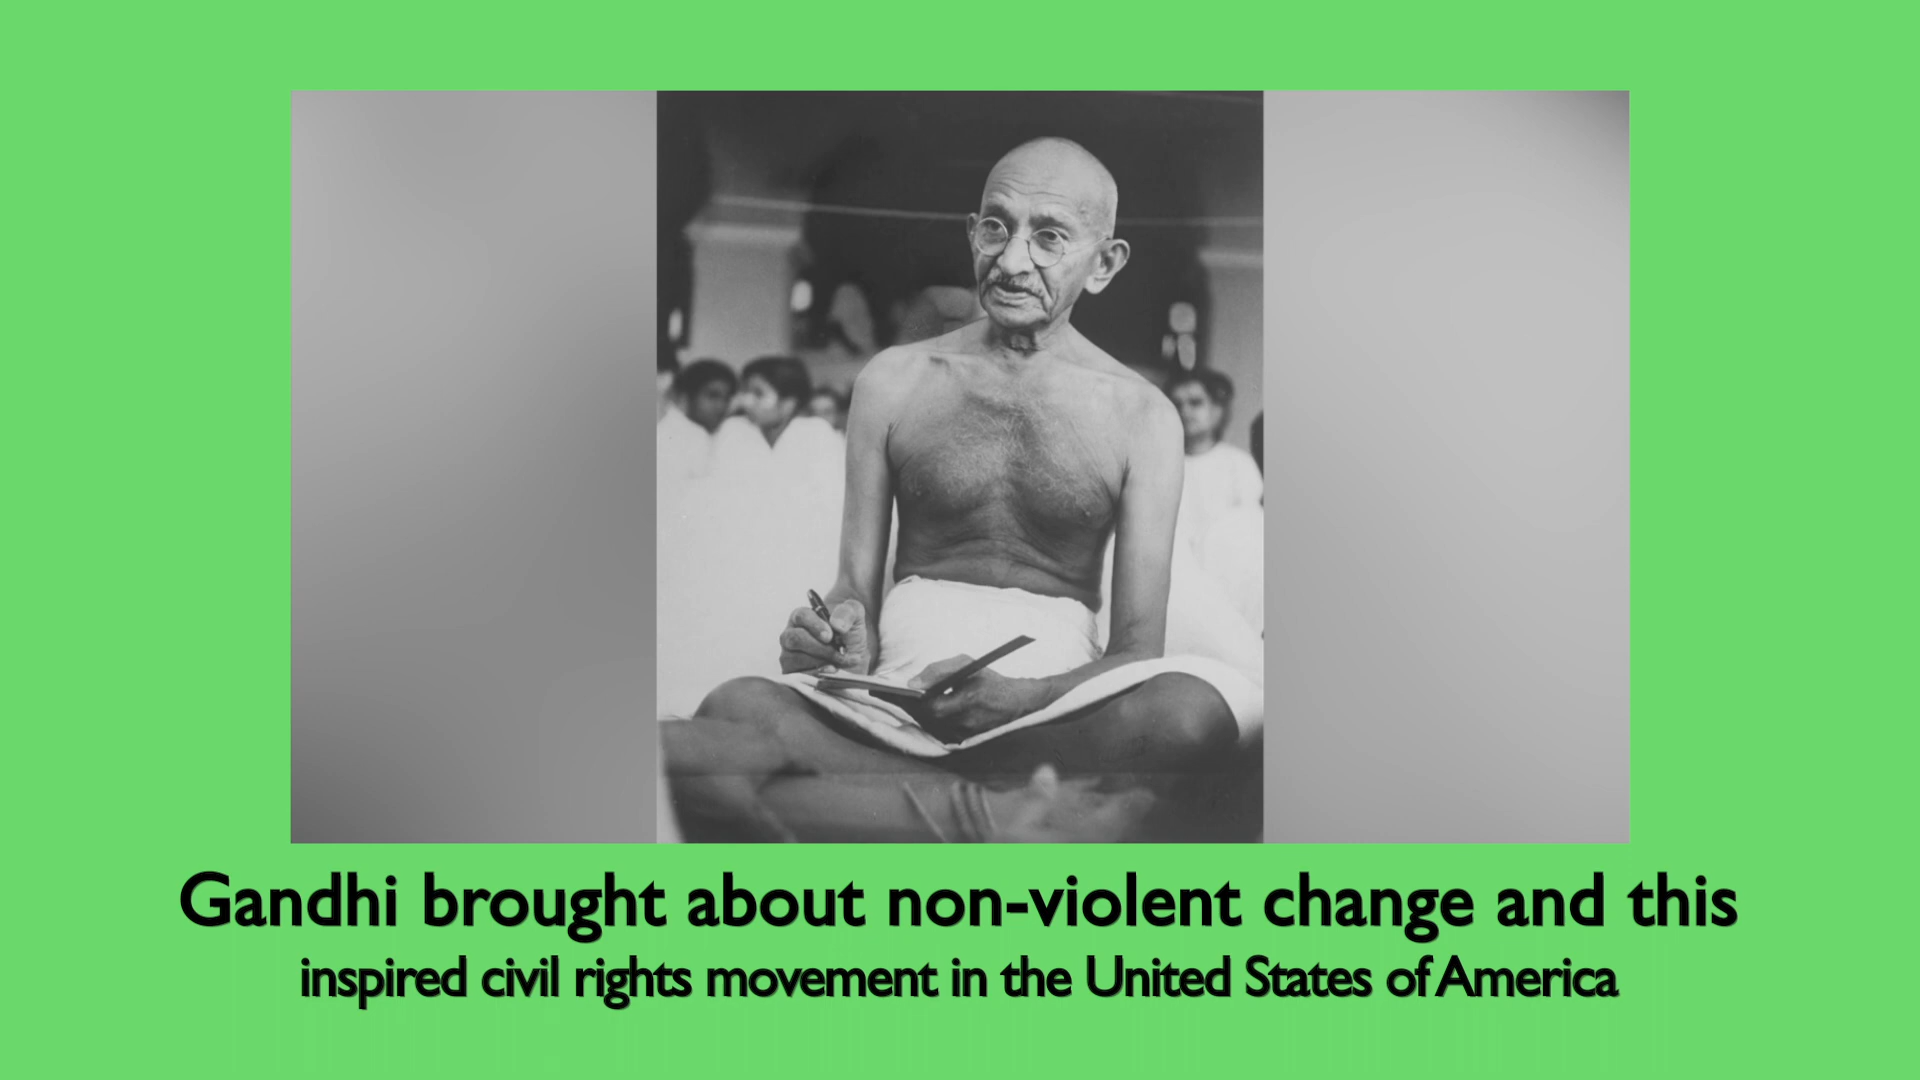 Gandhi brought about non-violent change and this
inspired civil rights movement in the United States of America